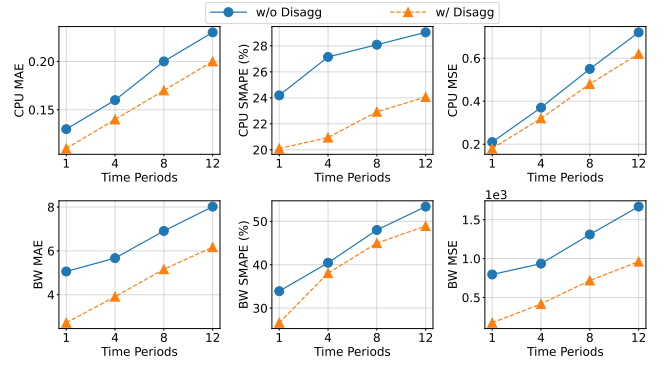 w/o Disagg w/ Disagg
CPU MAE
0.20
0.15
1 4 8 12
Time Periods
CPU SMAPE (%)
28
26
24
22
20
1 4 8 12
Time Periods
CPU MSE
0.6
0.4
0.2
1 4 8 12
Time Periods
BW MAE
8
6
4
1 4 8 12
Time Periods
BW SMAPE (%)
50
40
30
1 4 8 12
Time Periods
1e3
BW MSE
1.5
1.0
0.5
1 4 8 12
Time Periods